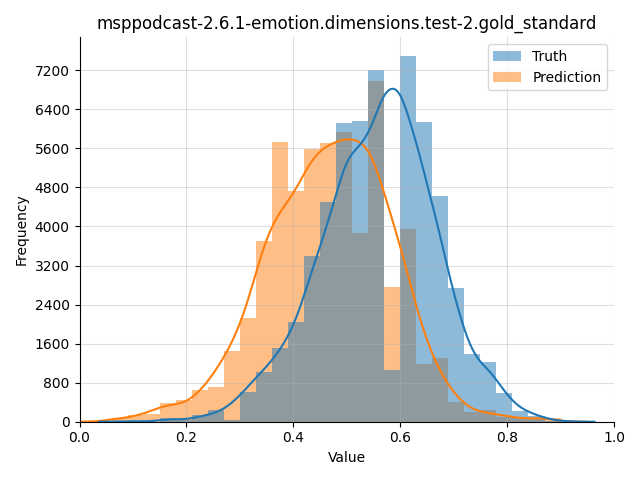 msppodcast-2.6.1-emotion.dimensions.test-2.gold_standard
Truth
Prediction
Frequency
7200
6400
5600
4800
4000
3200
2400
1600
800
0
0.0 0.2 0.4 0.6 0.8 1.0
Value